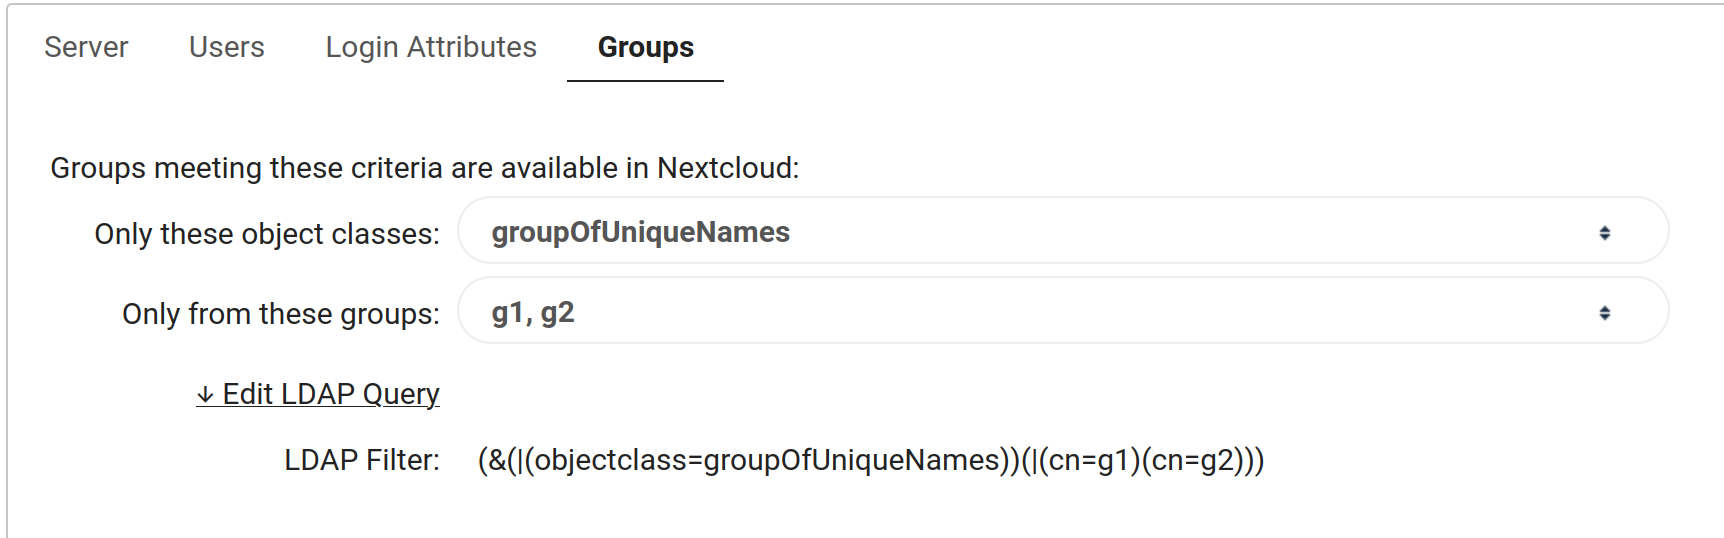 Server Users Login Attributes Groups
Groups meeting these criteria are available in Nextcloud:
Only these object classes: groupOfUniqueNames
Only from these groups: g1, g2
↓ Edit LDAP Query
LDAP Filter: (&(|(objectclass=groupOfUniqueNames))(|(cn=g1)(cn=g2)))